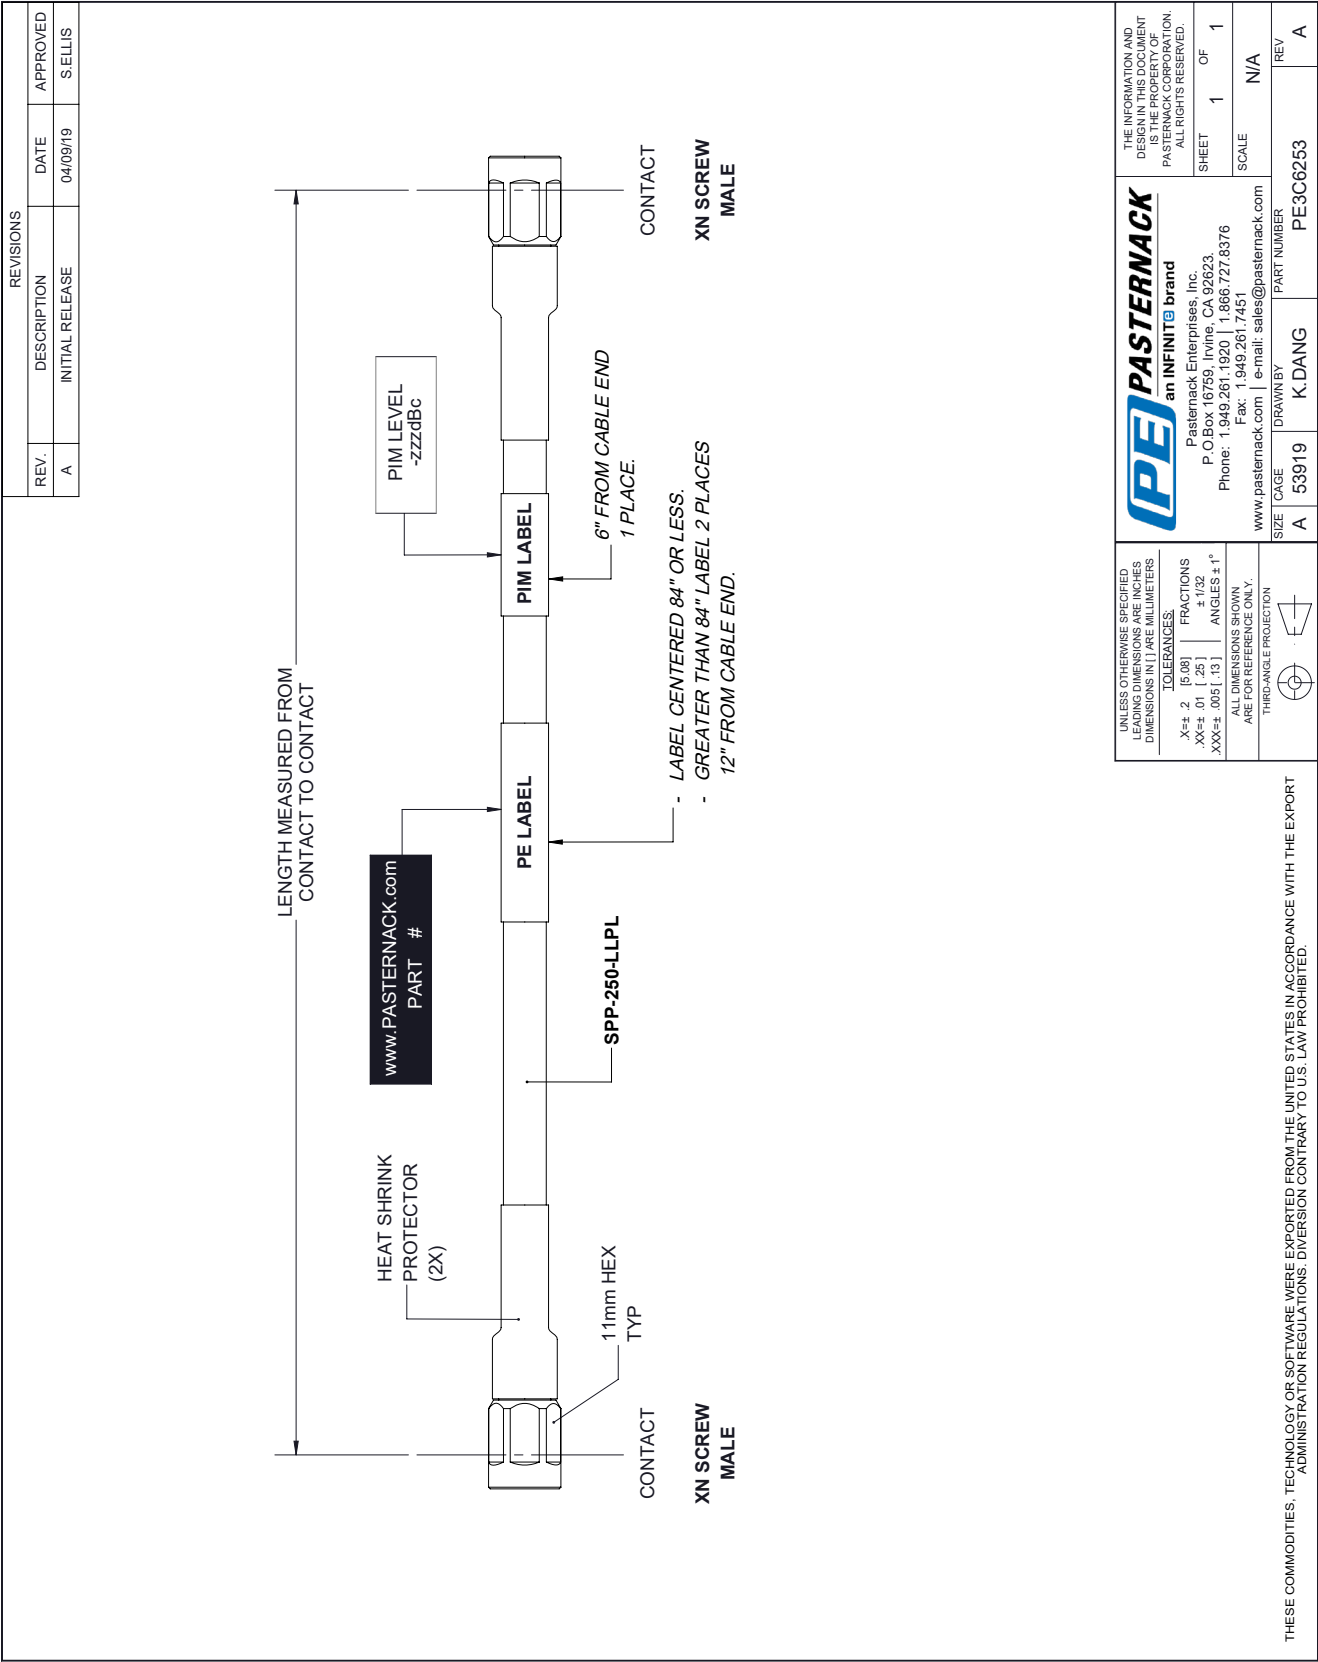 REVISIONS
REV. DESCRIPTION DATE APPROVED
A INITIAL RELEASE 04/09/19 S.ELLIS
LENGTH MEASURED FROM
CONTACT TO CONTACT
HEAT SHRINK
PROTECTOR
(2X)
www.PASTERNACK.com
PART #
PIM LEVEL
-zzzdBc
PE LABEL
PIM LABEL
11mm HEX
TYP
SPP-250-LLPL
6" FROM CABLE END
1 PLACE.
- LABEL CENTERED 84" OR LESS.
- GREATER THAN 84" LABEL 2 PLACES
12" FROM CABLE END.
CONTACT
XN SCREW
MALE
CONTACT
XN SCREW
MALE
UNLESS OTHERWISE SPECIFIED
LEADING DIMENSIONS ARE INCHES
DIMENSIONS IN [ ] ARE MILLIMETERS
TOLERANCES:
.X=± .2 [5.08]
.XX=± .01 [ .25 ]
.XXX=± .005 [ .13 ]
FRACTIONS
± 1/32
ANGLES ± 1°
ALL DIMENSIONS SHOWN
ARE FOR REFERENCE ONLY.
THIRD-ANGLE PROJECTION
PE PASTERNACK
an INFINITe brand
Pasternack Enterprises, Inc.
P.O.Box 16759, Irvine, CA 92623.
Phone: 1.949.261.1920 | 1.866.727.8376
Fax: 1.949.261.7451
www.pasternack.com | e-mail: sales@pasternack.com
THE INFORMATION AND
DESIGN IN THIS DOCUMENT
IS THE PROPERTY OF
PASTERNACK CORPORATION.
ALL RIGHTS RESERVED.
SHEET 1 OF 1
SCALE N/A
SIZE A
CAGE 53919
DRAWN BY K.DANG
PART NUMBER PE3C6253
REV A
THESE COMMODITIES, TECHNOLOGY OR SOFTWARE WERE EXPORTED FROM THE UNITED STATES IN ACCORDANCE WITH THE EXPORT
ADMINISTRATION REGULATIONS. DIVERSION CONTRARY TO U.S. LAW PROHIBITED.